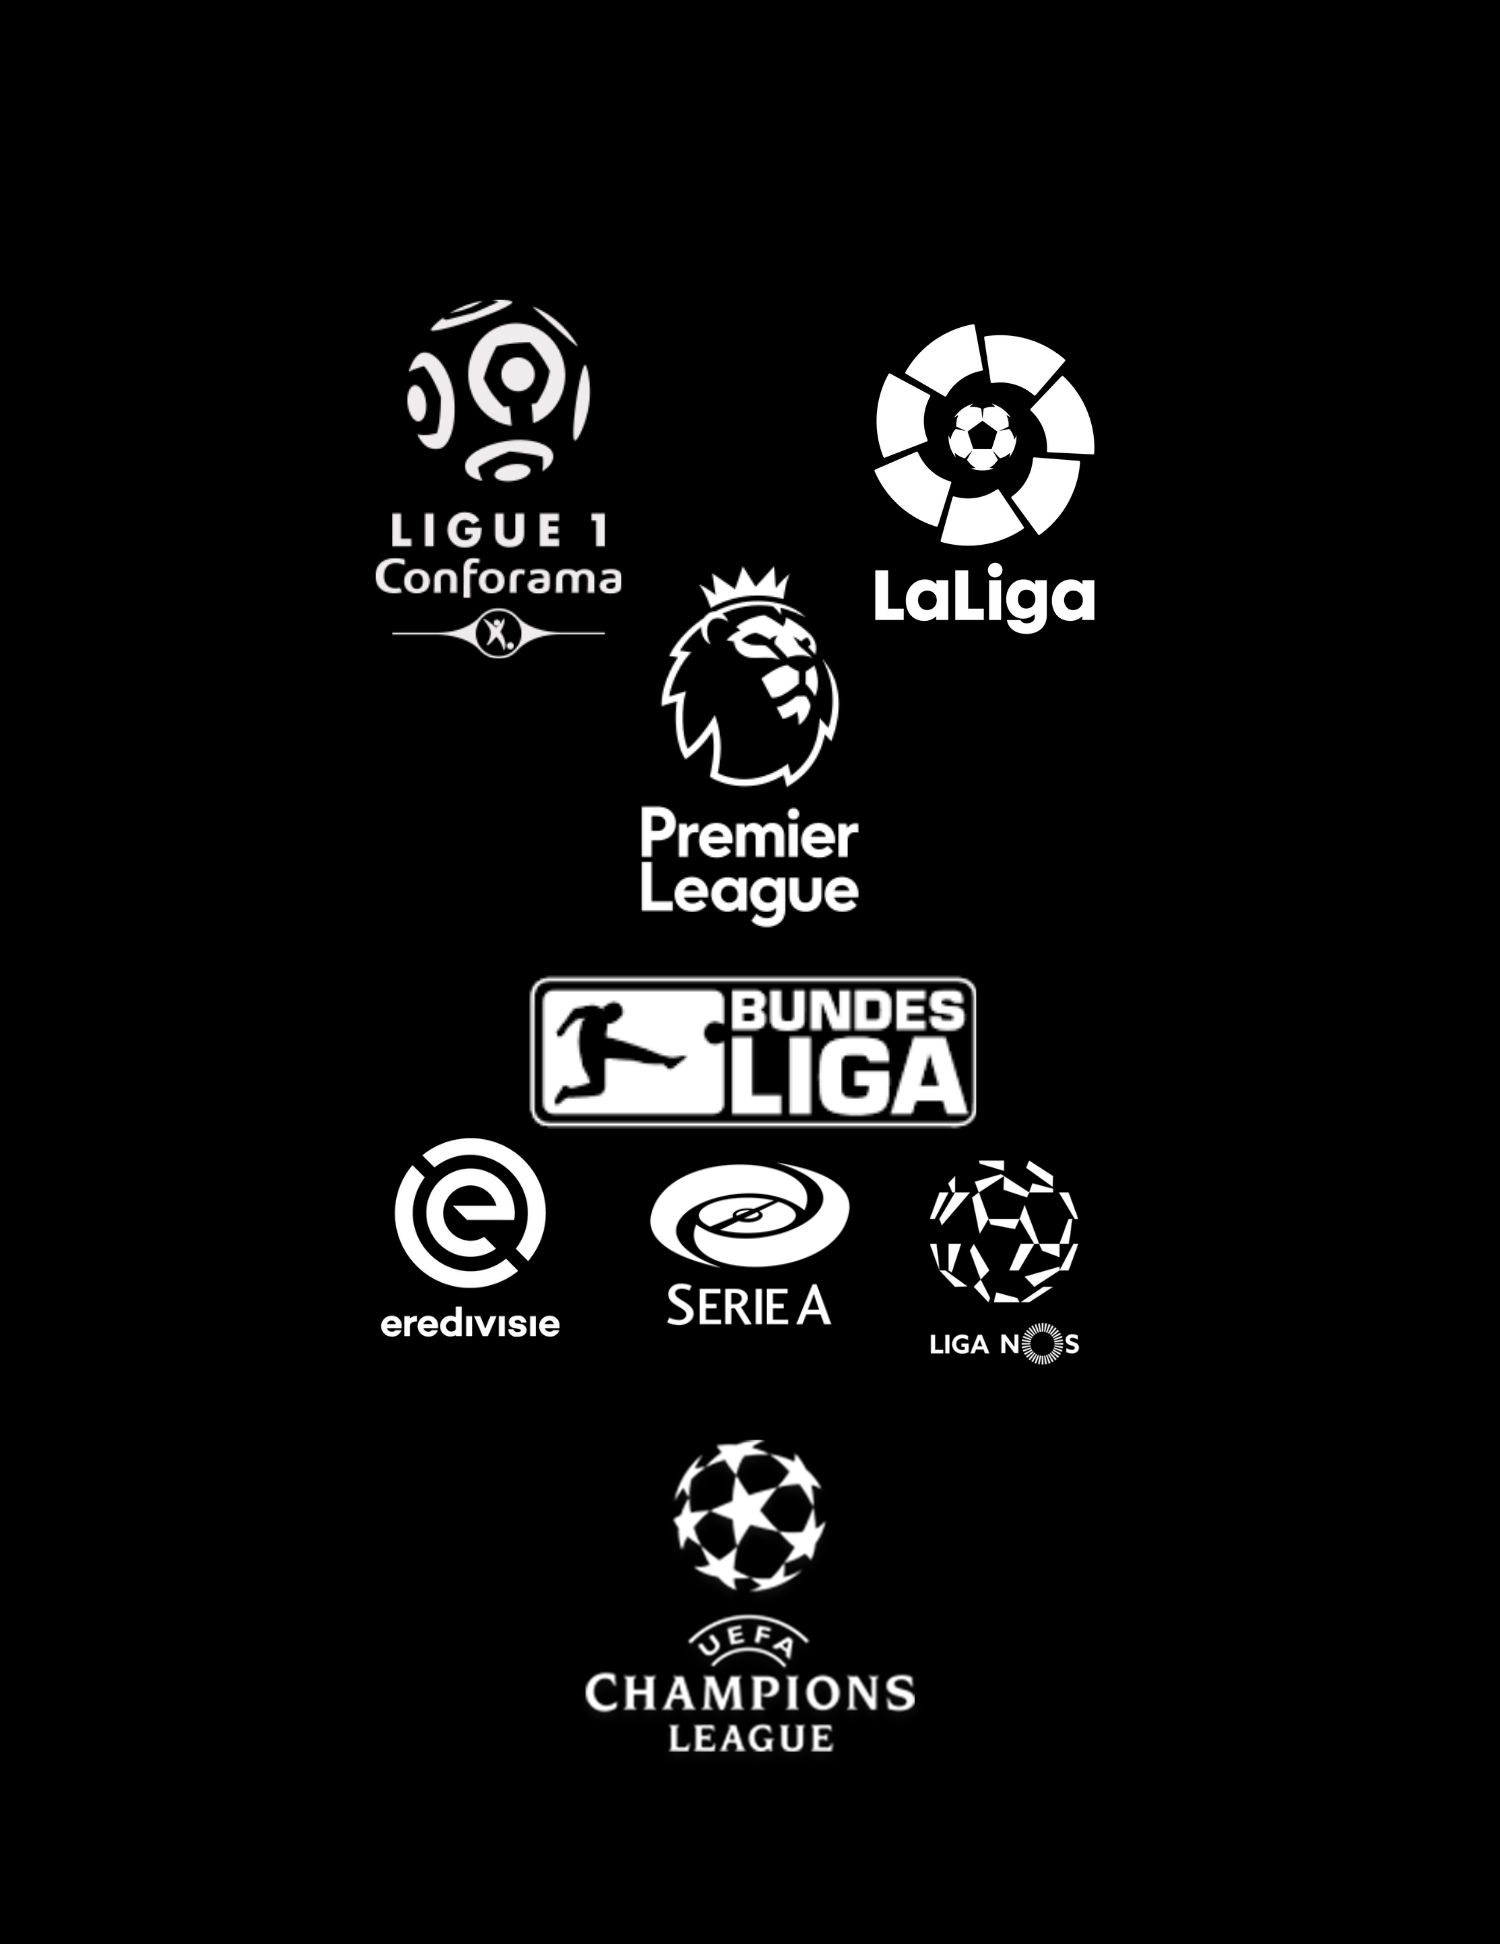 LIGUE 1
Conforama
LaLiga
Premier
League
BUNDES
LIGA
eredivisie
SERIE A
LIGA NOS
UEFA
CHAMPIONS
LEAGUE